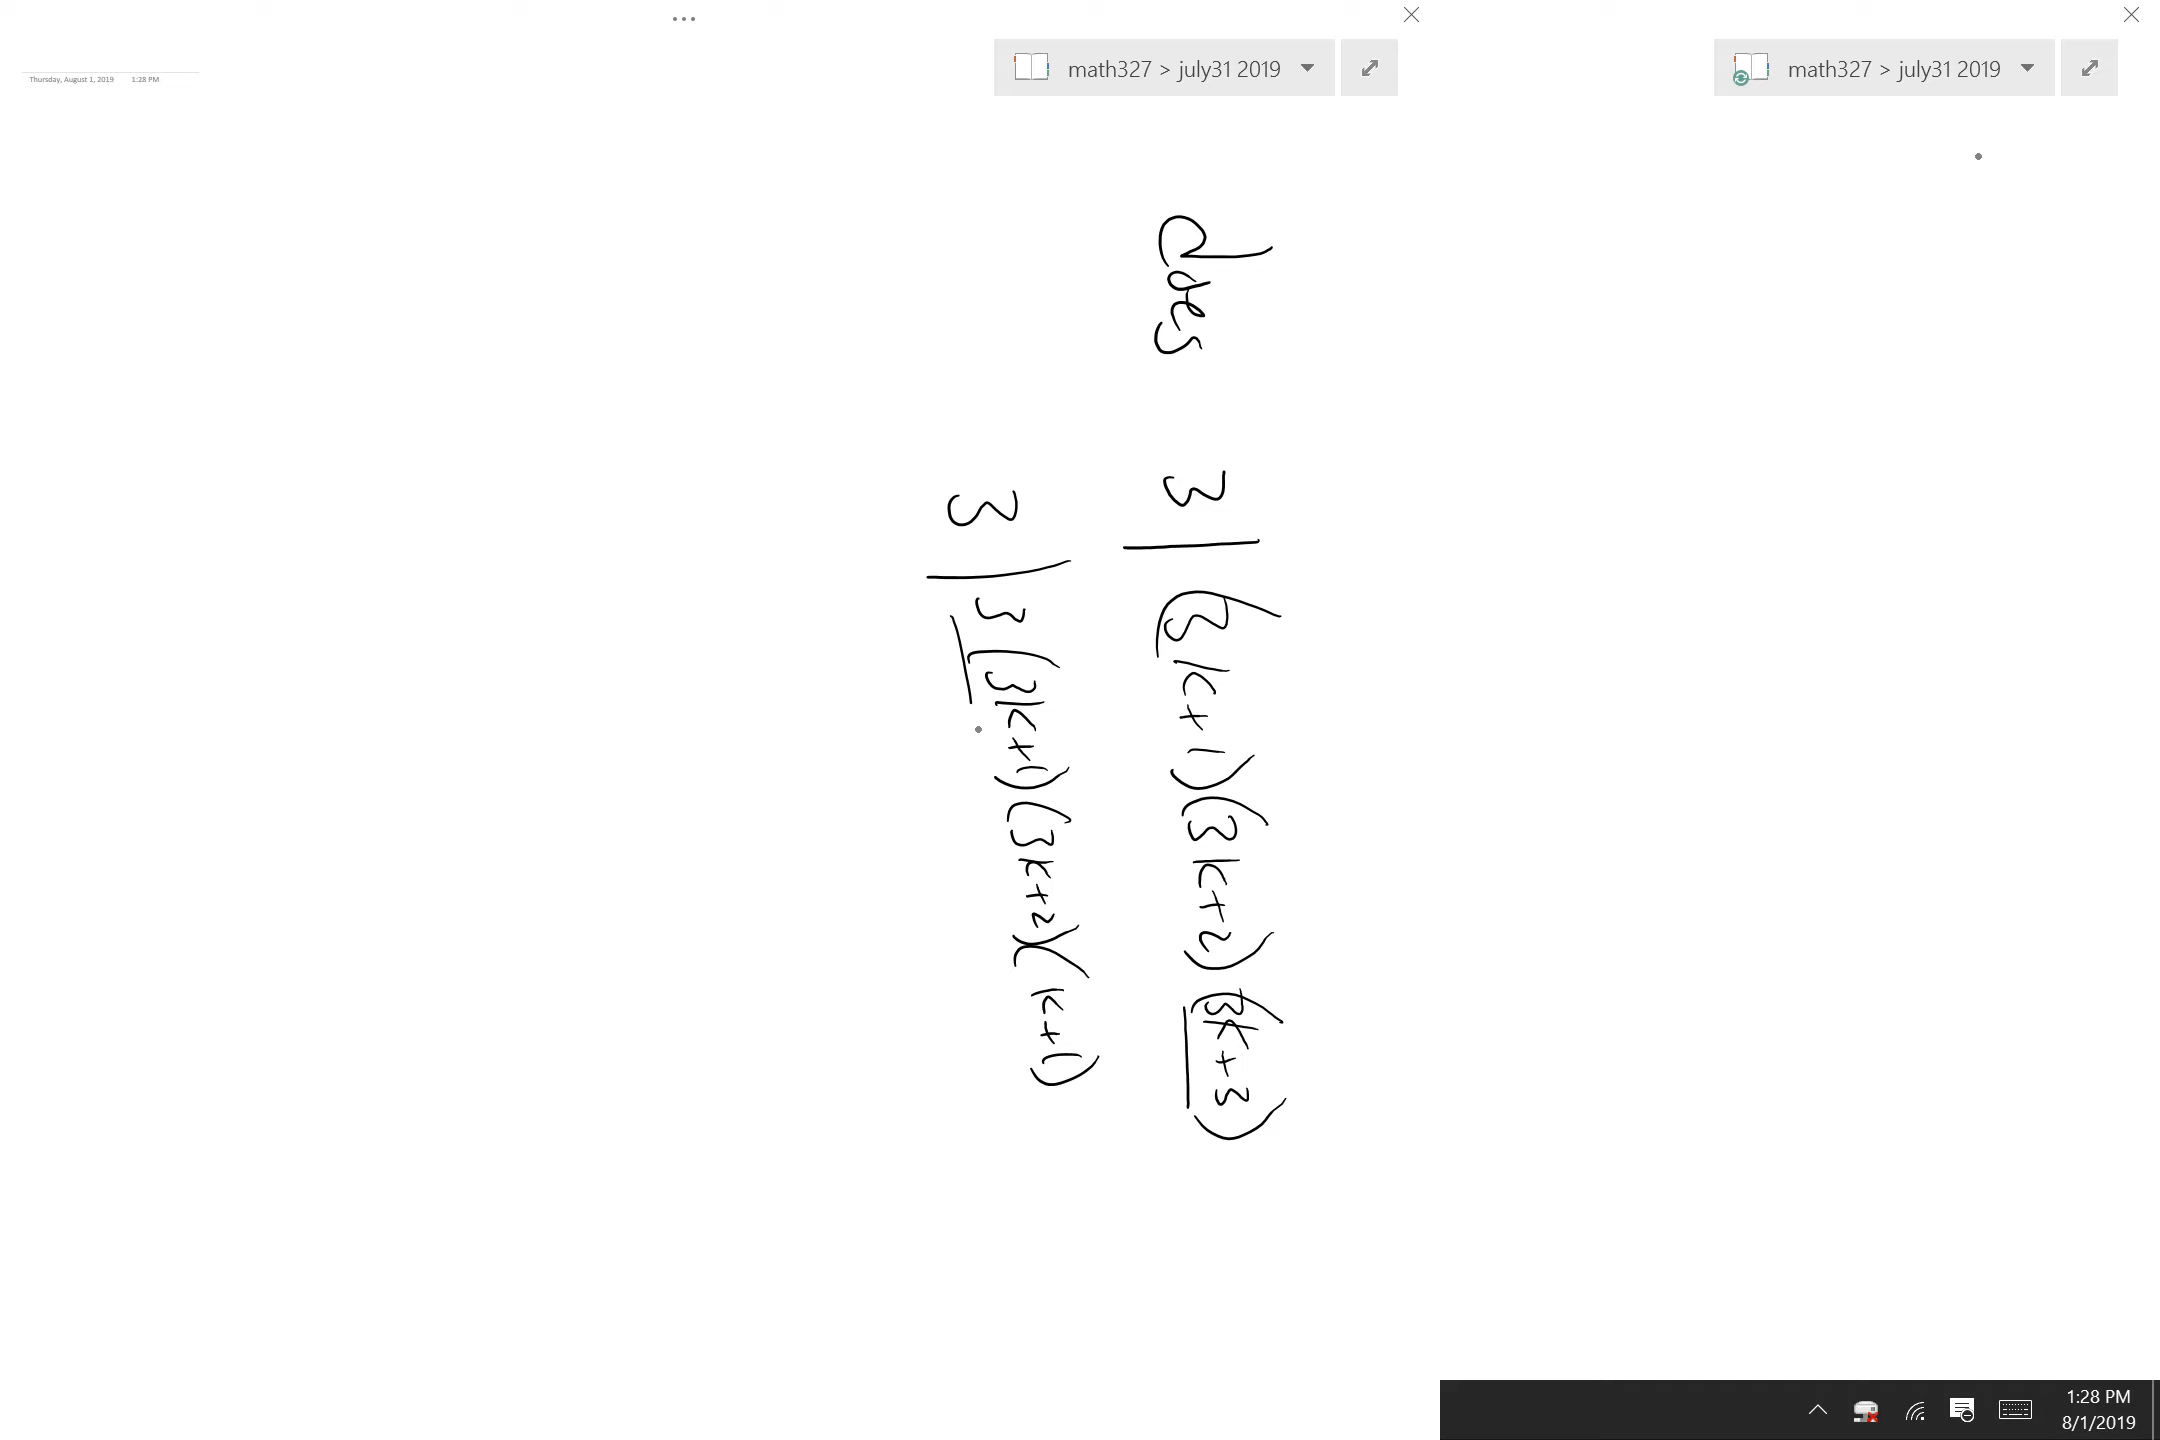 math327 > july31 2019
math327 > july31 2019
Thursday, August 1, 2019 1:28 PM
does 3 | (3k+1)(3k+2)(3k+3)
3 | 3(3k+1)(3k+2)(k+1)
1:28 PM
8/1/2019